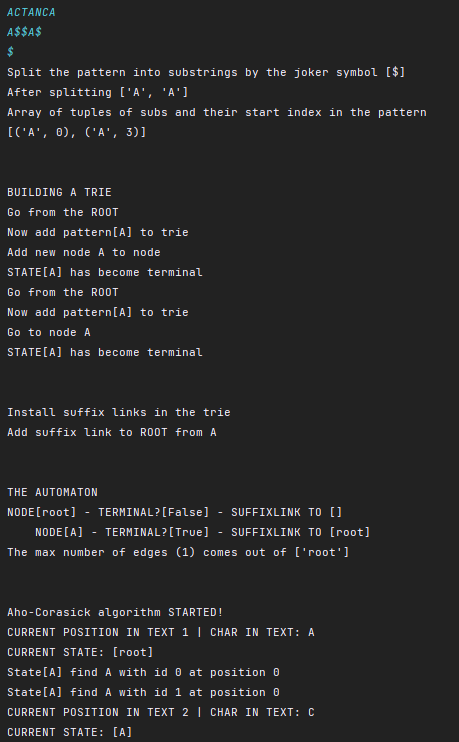 ACTANCA
A$$A$
$
Split the pattern into substrings by the joker symbol [$]
After splitting ['A', 'A']
Array of tuples of subs and their start index in the pattern
[('A', 0), ('A', 3)]
BUILDING A TRIE
Go from the ROOT
Now add pattern[A] to trie
Add new node A to node
STATE[A] has become terminal
Go from the ROOT
Now add pattern[A] to trie
Go to node A
STATE[A] has become terminal
Install suffix links in the trie
Add suffix link to ROOT from A
THE AUTOMATON
NODE[root] - TERMINAL?[False] - SUFFIXLINK TO []
NODE[A] - TERMINAL?[True] - SUFFIXLINK TO [root]
The max number of edges (1) comes out of ['root']
Aho-Corasick algorithm STARTED!
CURRENT POSITION IN TEXT 1 | CHAR IN TEXT: A
CURRENT STATE: [root]
State[A] find A with id 0 at position 0
State[A] find A with id 1 at position 0
CURRENT POSITION IN TEXT 2 | CHAR IN TEXT: C
CURRENT STATE: [A]